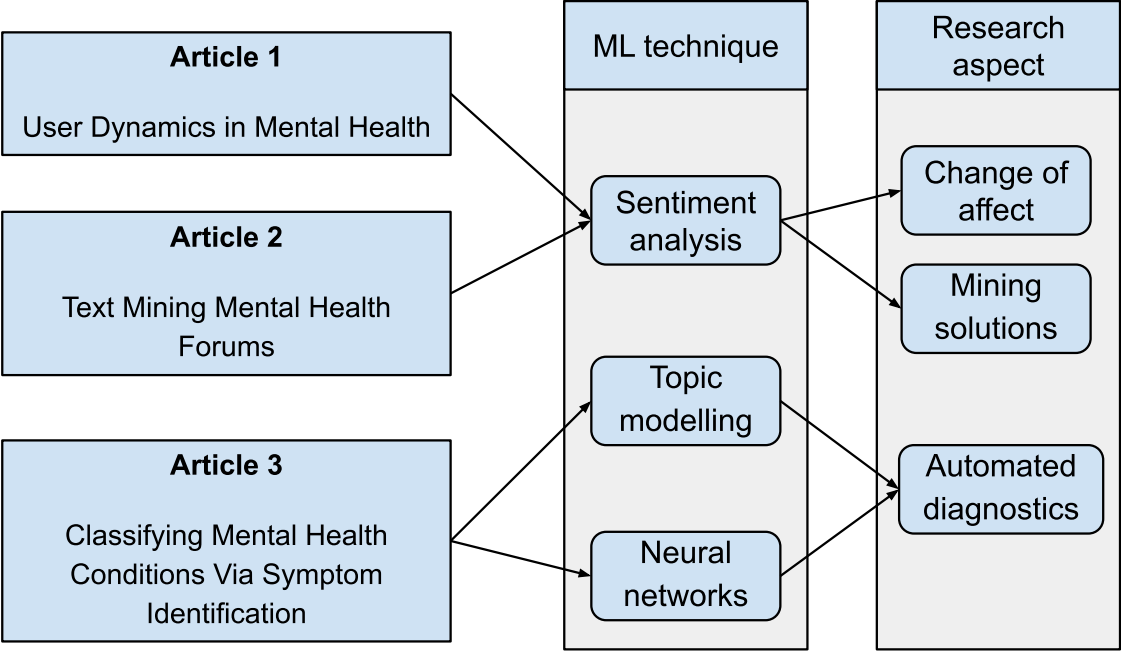 Article 1
User Dynamics in Mental Health
Article 2
Text Mining Mental Health
Forums
Article 3
Classifying Mental Health
Conditions Via Symptom
Identification
ML technique
Sentiment
analysis
Topic
modelling
Neural
networks
Research
aspect
Change of
affect
Mining
solutions
Automated
diagnostics